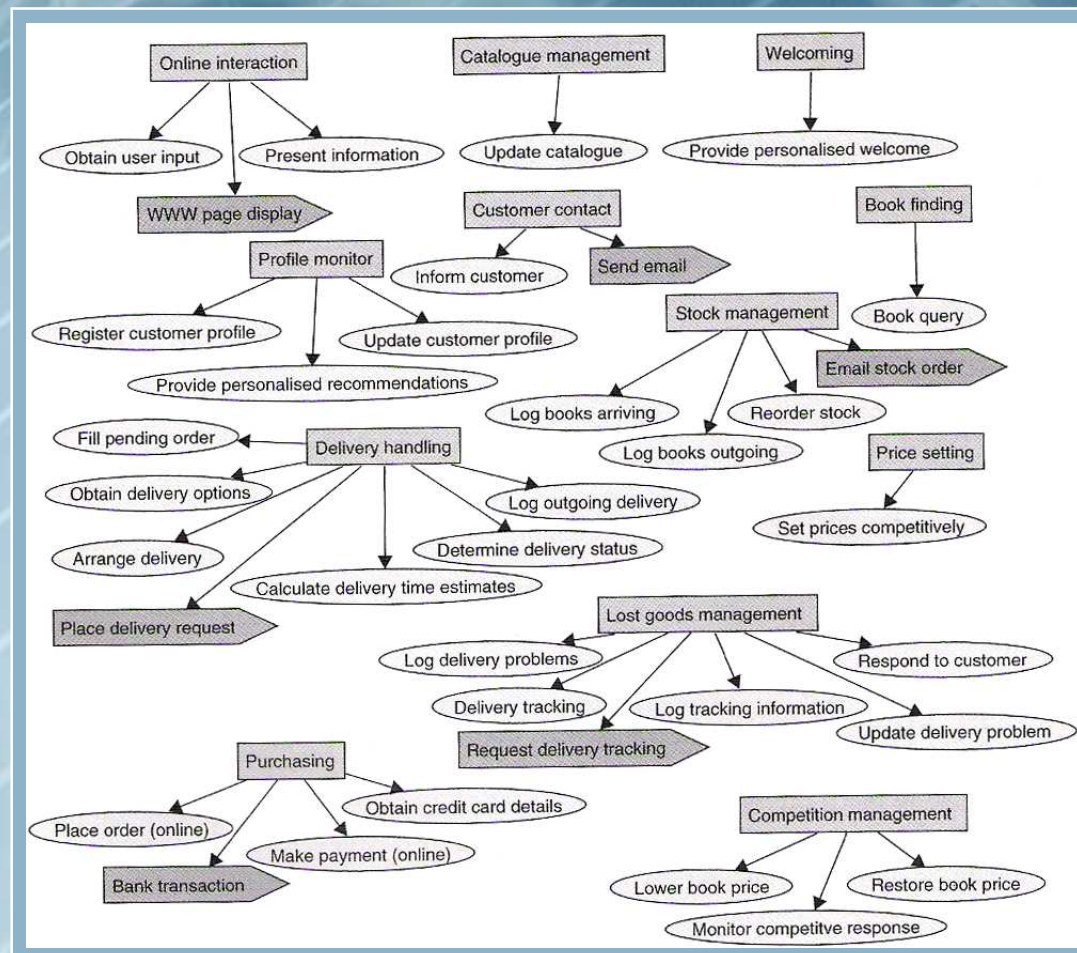 Online interaction
Catalogue management
Welcoming
Obtain user input
Present information
Update catalogue
Provide personalised welcome
WWW page display
Customer contact
Book finding
Profile monitor
Inform customer
Send email
Register customer profile
Update customer profile
Stock management
Book query
Provide personalised recommendations
Email stock order
Log books arriving
Reorder stock
Log books outgoing
Fill pending order
Delivery handling
Price setting
Obtain delivery options
Log outgoing delivery
Set prices competitively
Arrange delivery
Determine delivery status
Calculate delivery time estimates
Place delivery request
Lost goods management
Log delivery problems
Respond to customer
Delivery tracking
Log tracking information
Update delivery problem
Request delivery tracking
Purchasing
Obtain credit card details
Place order (online)
Make payment (online)
Bank transaction
Competition management
Lower book price
Restore book price
Monitor competitve response